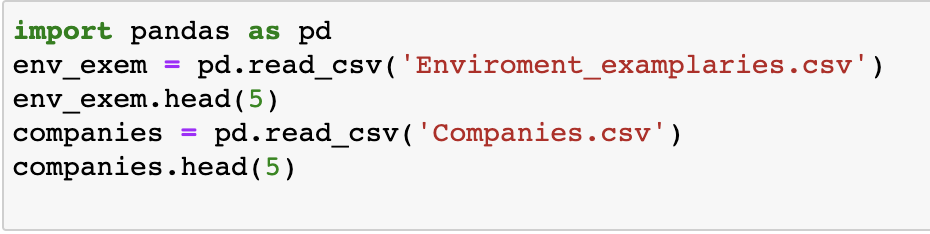 import pandas as pd
env_exem = pd.read_csv('Enviroment_examplaries.csv')
env_exem.head(5)
companies = pd.read_csv('Companies.csv')
companies.head(5)